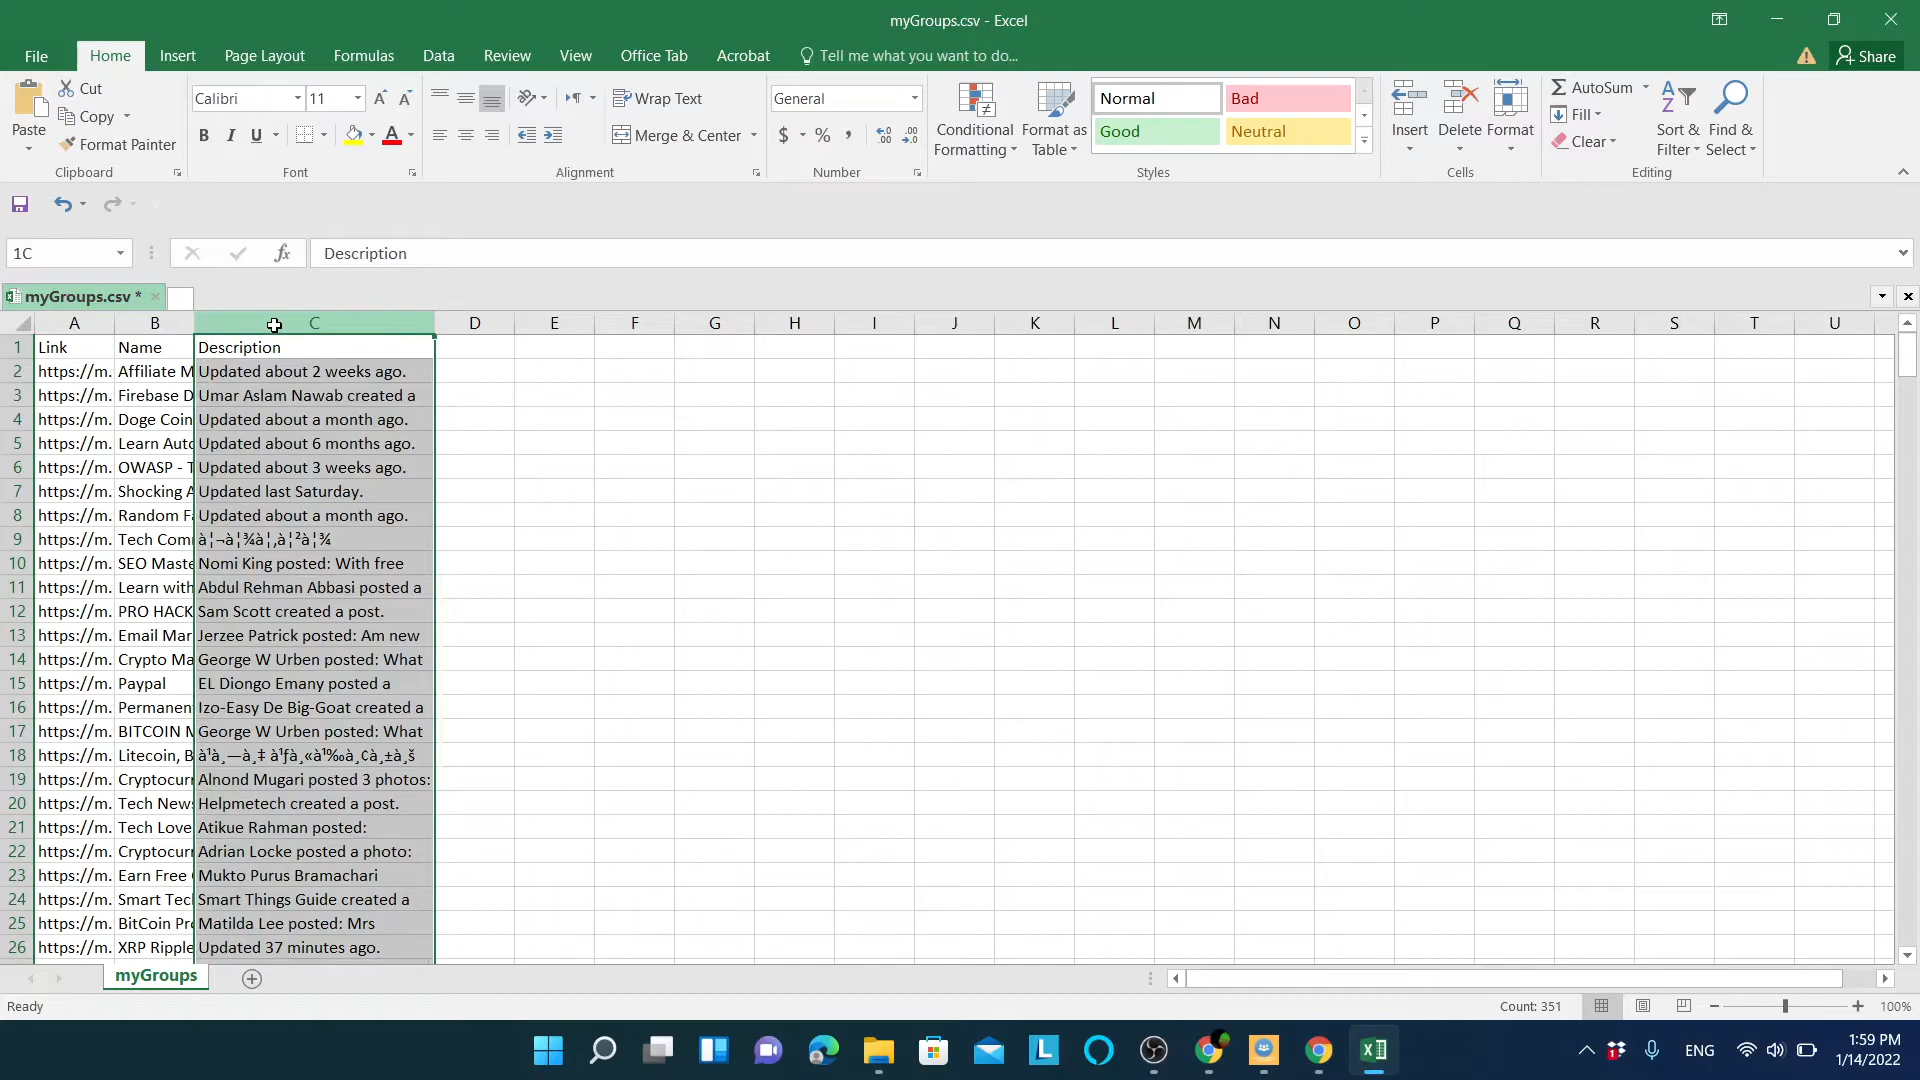 myGroups.csv - Excel
File Home Insert Page Layout Formulas Data Review View Office Tab Acrobat Tell me what you want to do... Share
Paste Cut Copy Format Painter Clipboard
Calibri 11 B I U A Font
Wrap Text Merge & Center Alignment
General $ % Number
Conditional Formatting Format as Table Normal Bad Good Neutral Styles
Insert Delete Format Cells
AutoSum Fill Clear Sort & Filter Find & Select Editing
1C fx Description
myGroups.csv *
A B C D E F G H I J K L M N O P Q R S T U
1 Link Name Description
2 https://m. Affiliate M Updated about 2 weeks ago.
3 https://m. Firebase D Umar Aslam Nawab created a
4 https://m. Doge Coin Updated about a month ago.
5 https://m. Learn Auto Updated about 6 months ago.
6 https://m. OWASP - T Updated about 3 weeks ago.
7 https://m. Shocking A Updated last Saturday.
8 https://m. Random Fa Updated about a month ago.
9 https://m. Tech Comm à¦¬à¦¾à¦‚à¦²à¦¾
10 https://m. SEO Maste Nomi King posted: With free
11 https://m. Learn with Abdul Rehman Abbasi posted a
12 https://m. PRO HACK Sam Scott created a post.
13 https://m. Email Mar Jerzee Patrick posted: Am new
14 https://m. Crypto Ma George W Urben posted: What
15 https://m. Paypal EL Diongo Emany posted a
16 https://m. Permanen Izo-Easy De Big-Goat created a
17 https://m. BITCOIN M George W Urben posted: What
18 https://m. Litecoin, B
19 https://m. Cryptocurr Alnond Mugari posted 3 photos:
20 https://m. Tech News Helpmetech created a post.
21 https://m. Tech Love Atikue Rahman posted:
22 https://m. Cryptocurr Adrian Locke posted a photo:
23 https://m. Earn Free Mukto Purus Bramachari
24 https://m. Smart Tec Smart Things Guide created a
25 https://m. BitCoin Pr Matilda Lee posted: Mrs
26 https://m. XRP Ripple Updated 37 minutes ago.
myGroups
Ready Count: 351 100%
L 1 ENG 1:59 PM
1/14/2022